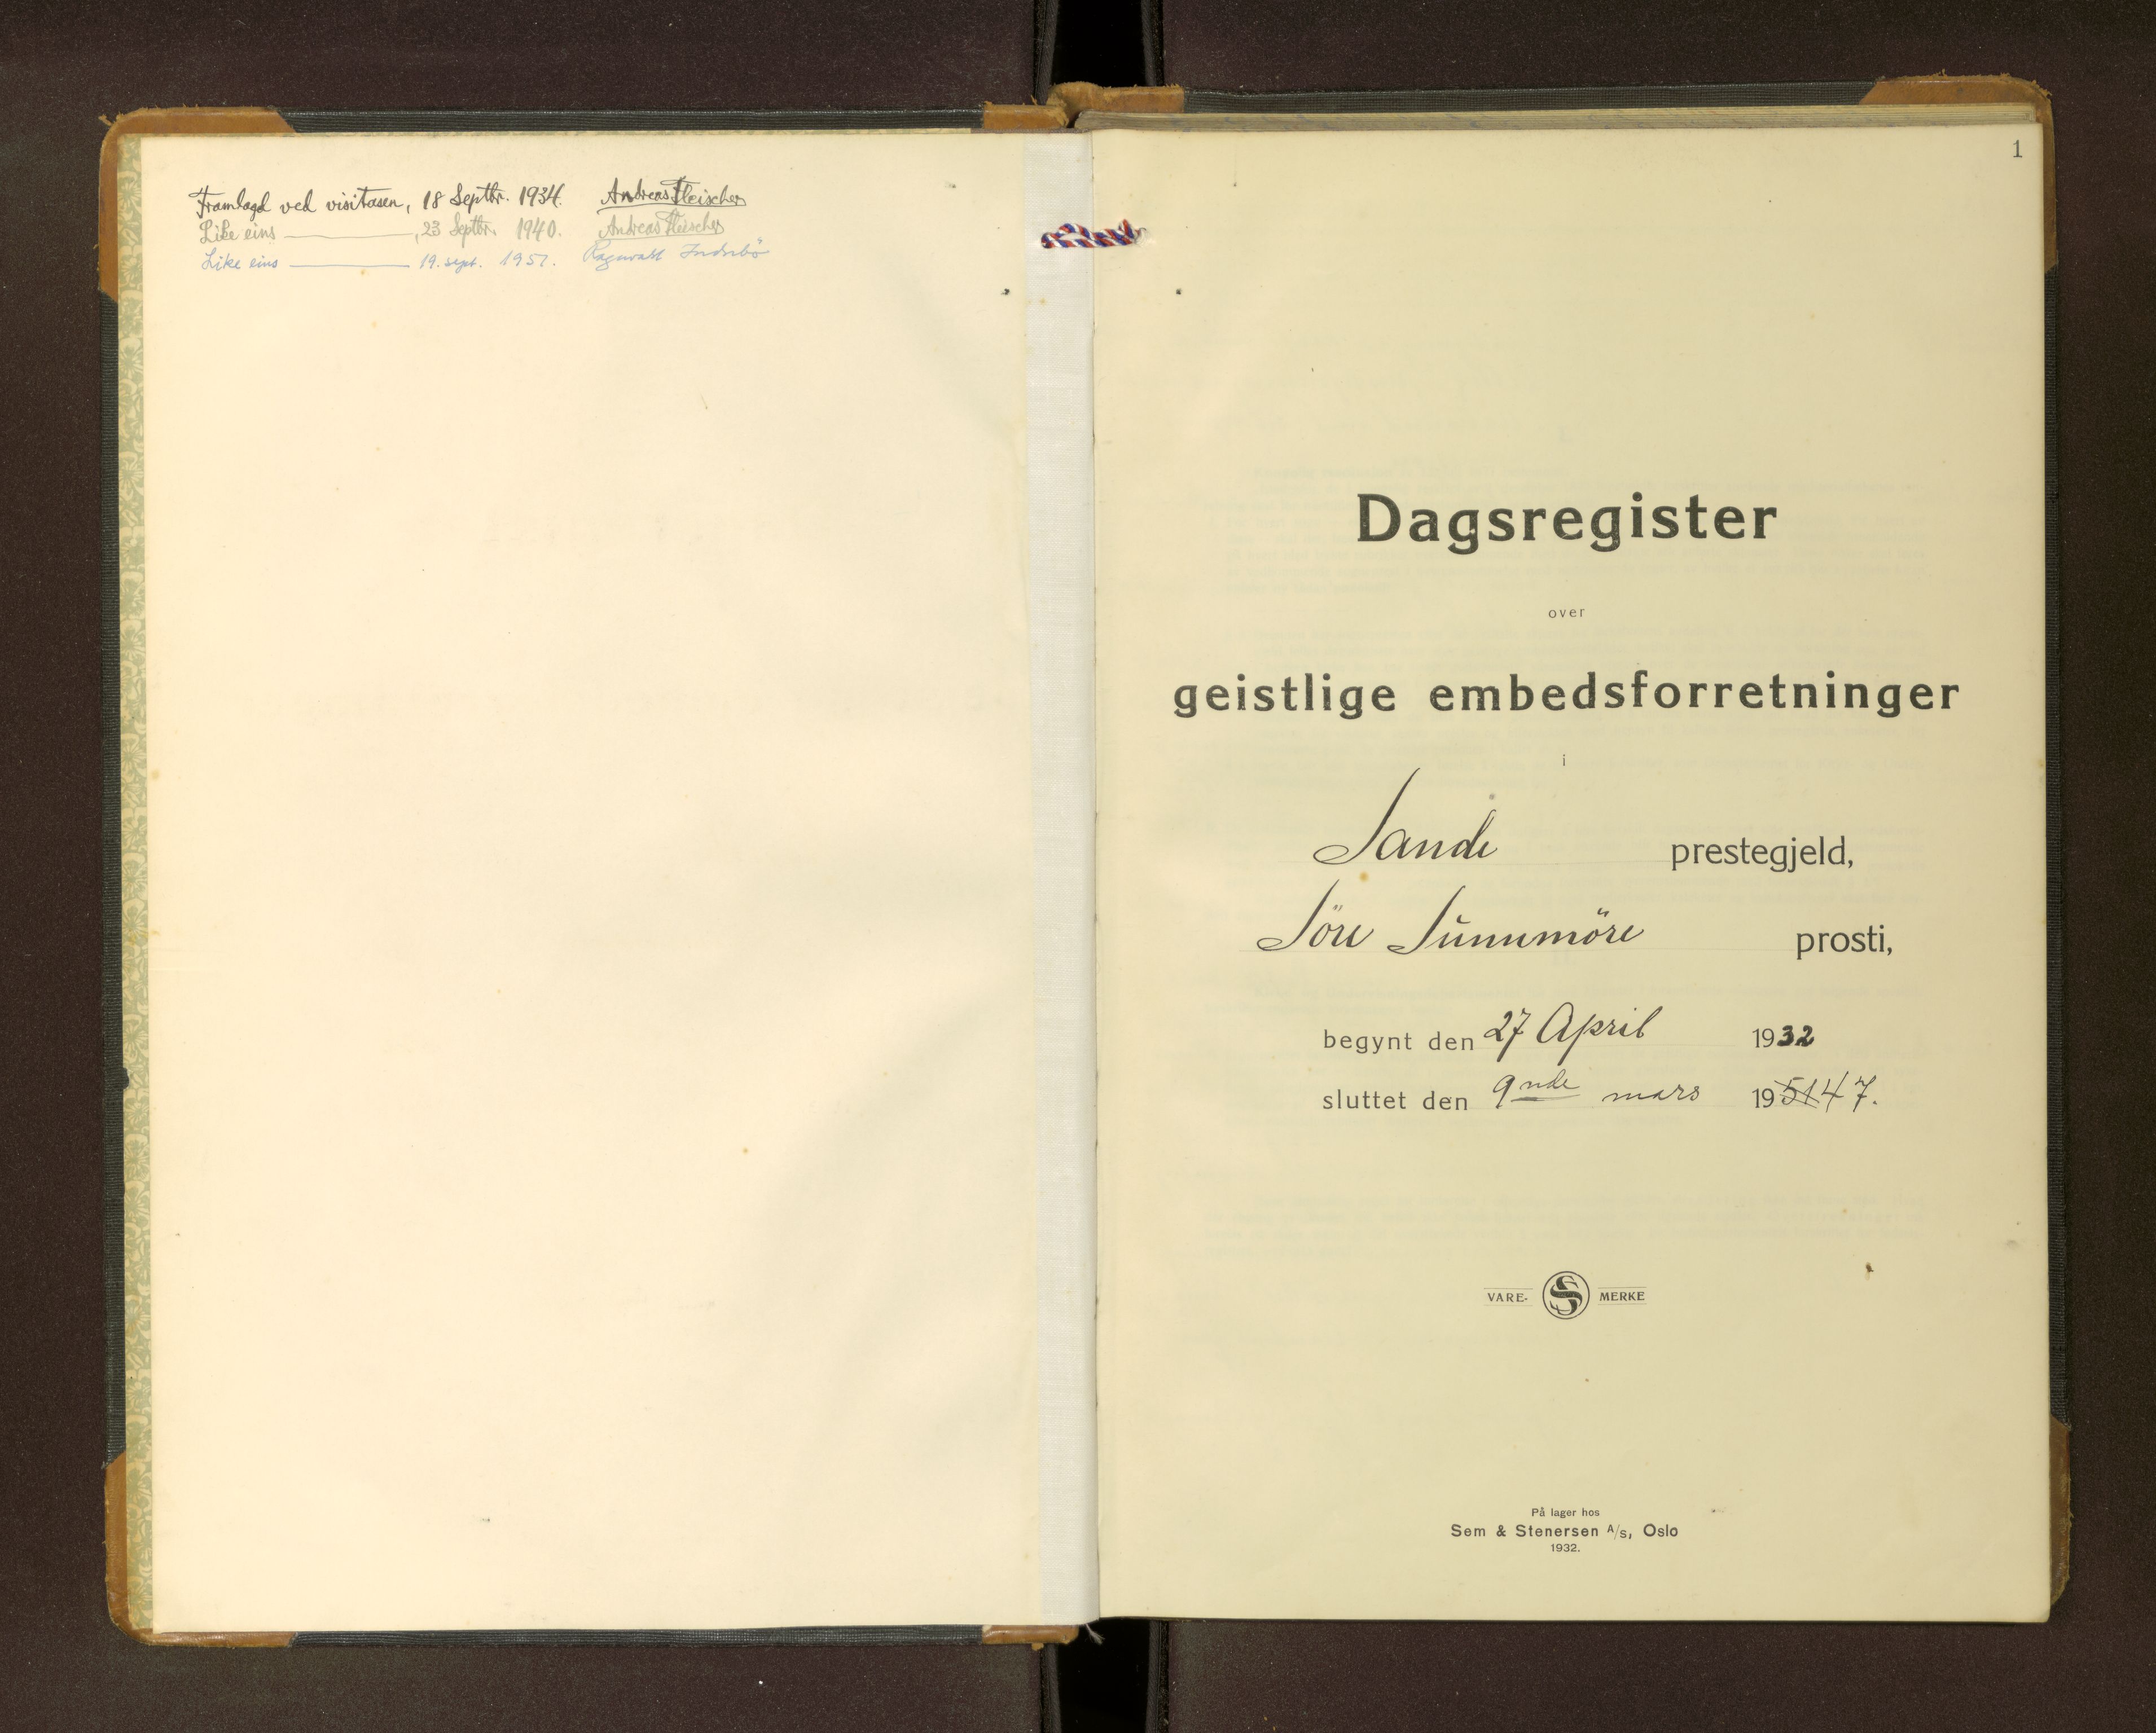 Framlagd ved visitasen, 18 Septbr. 1934. Andreas Fleischer
Like eins ———, 23 Septbr. 1940. Andreas Fleischer
Like eins ——— 19. sept. 1951. Ragnvald Indrebö
1
Dagsregister
over
geistlige embedsforretninger
i
Sande prestegjeld,
Söre Sunnmöre prosti,
begynt den 27 April 1932
sluttet den 9nde mars 195147.
VARE- S MERKE
På lager hos
Sem & Stenersen A/s, Oslo
1932.